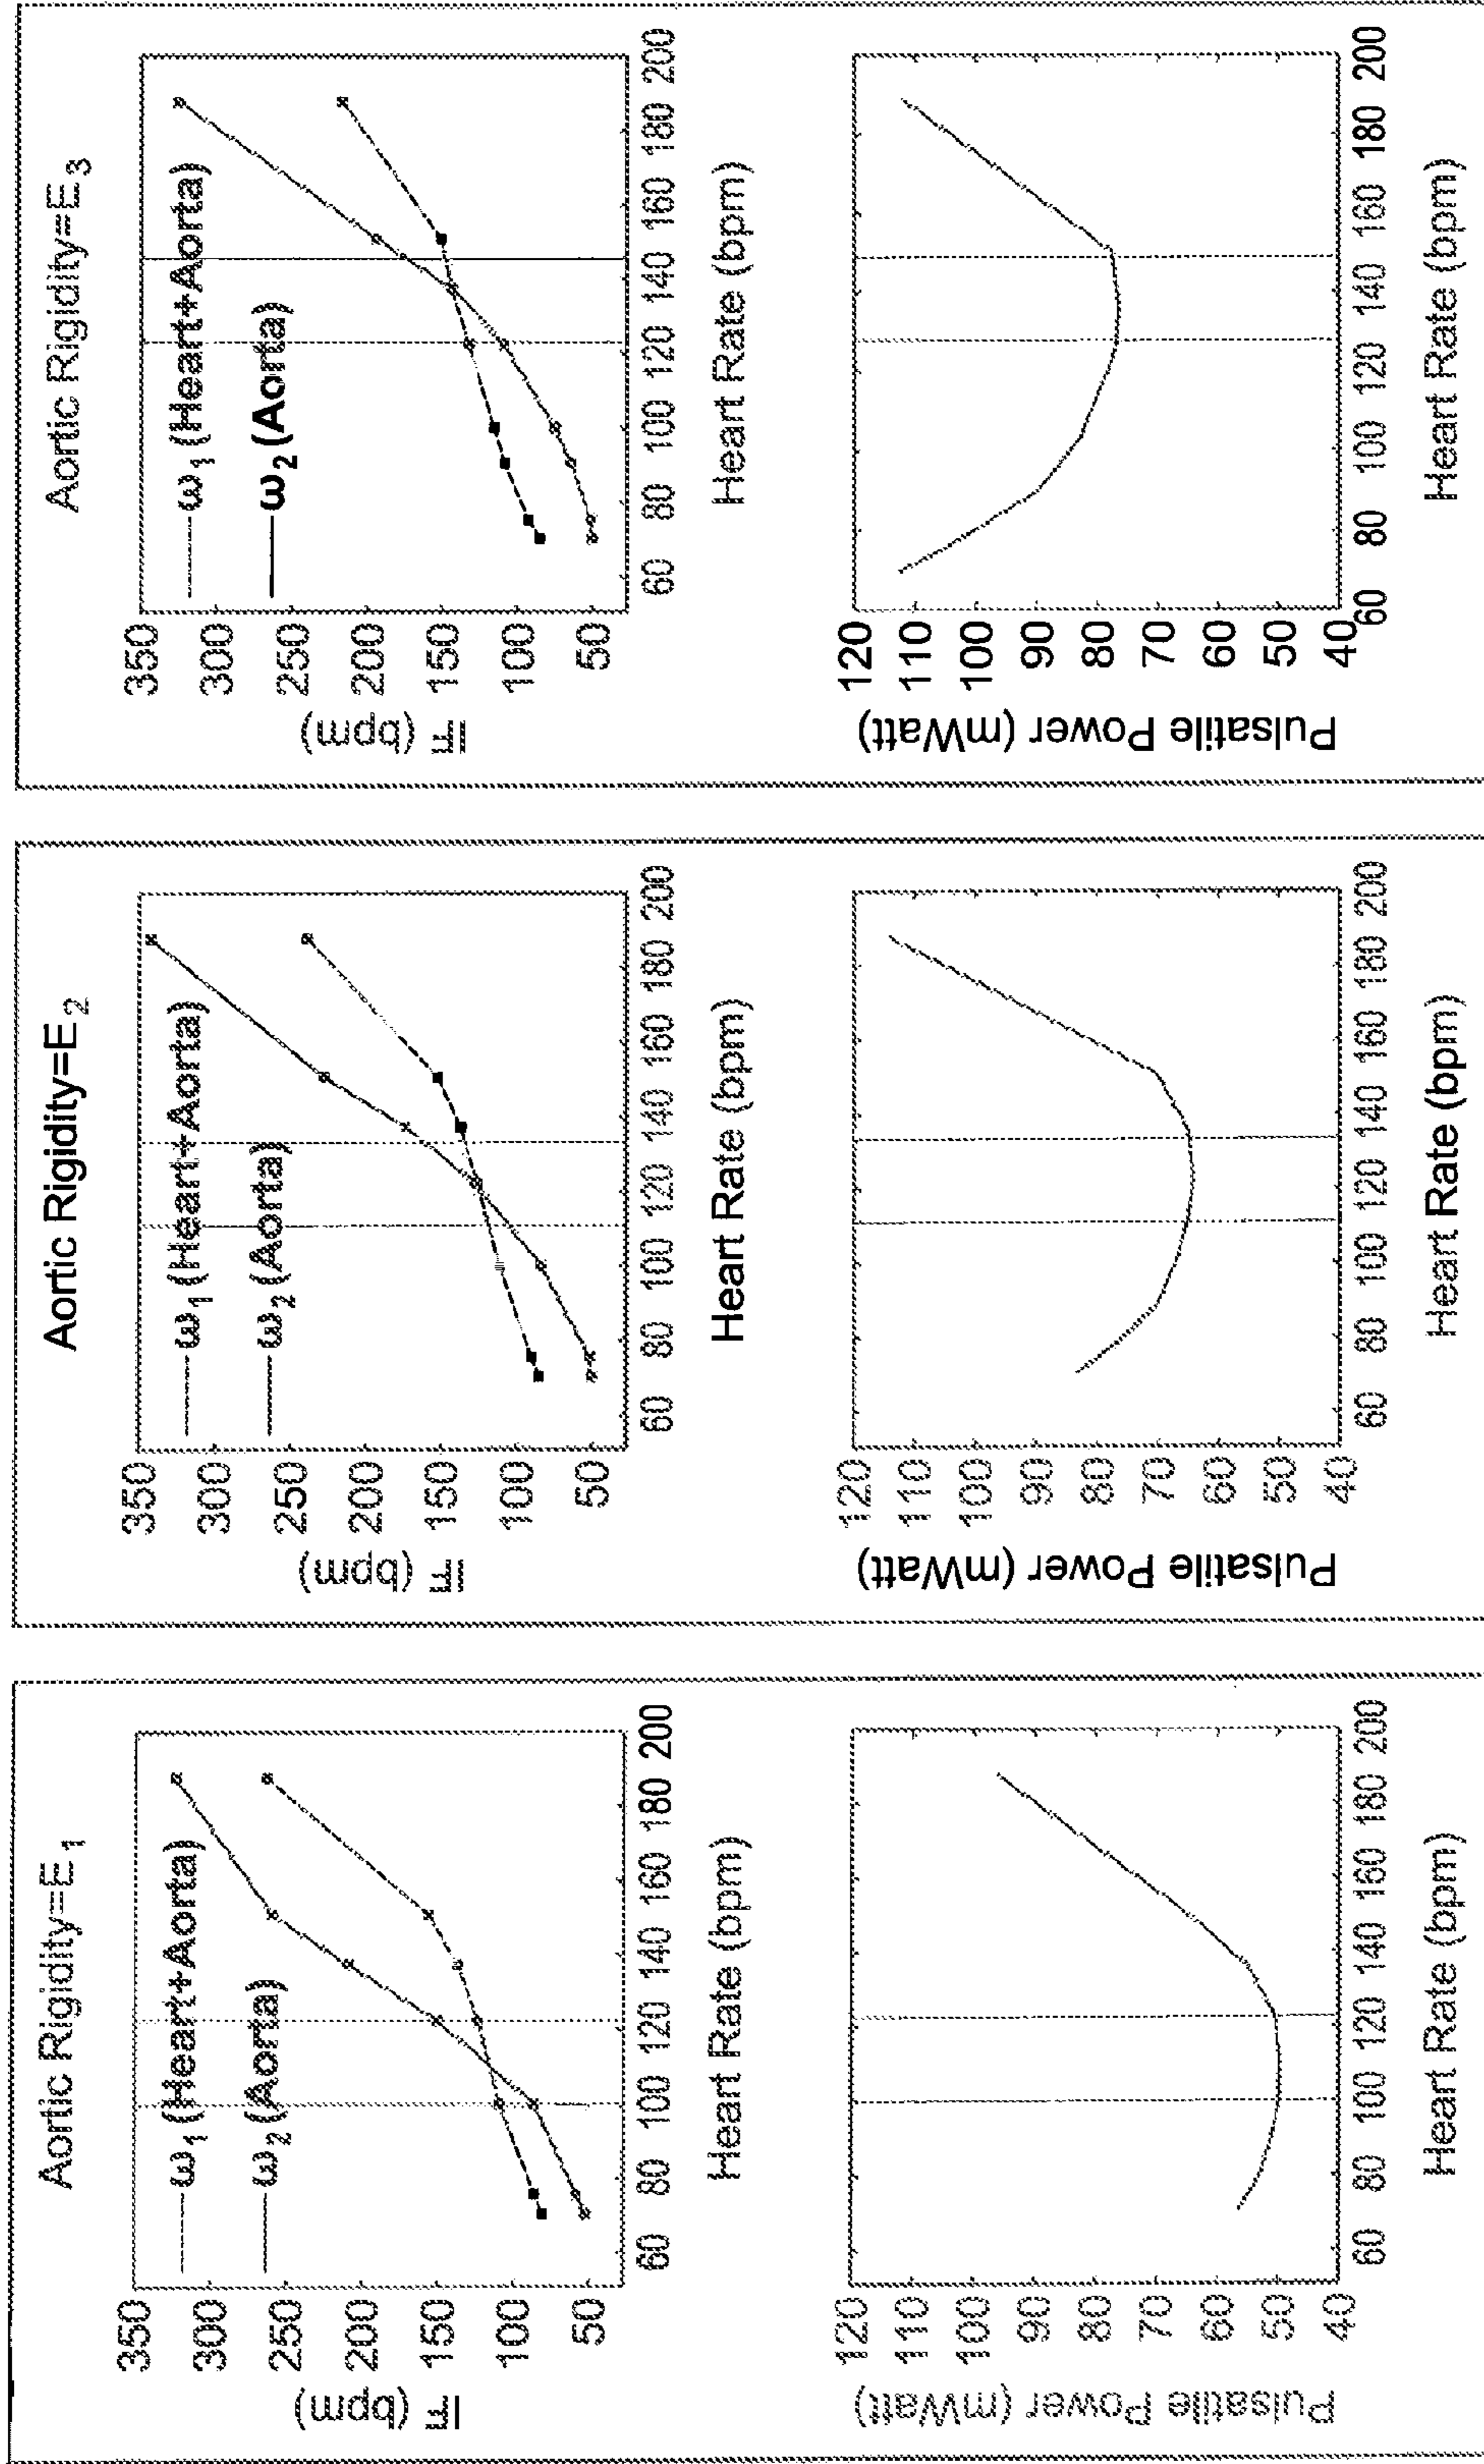 Aortic Rigidity=E1
350
300
250
200
150
100
50
IF (bpm)
ω1 (Heart+Aorta)
ω2 (Aorta)
60 80 100 120 140 160 180 200
Heart Rate (bpm)
120
110
100
90
80
70
60
50
40
Pulsatile Power (mWatt)
60 80 100 120 140 160 180 200
Heart Rate (bpm)
Aortic Rigidity=E2
350
300
250
200
150
100
50
IF (bpm)
ω1 (Heart+Aorta)
ω2 (Aorta)
60 80 100 120 140 160 180 200
Heart Rate (bpm)
120
110
100
90
80
70
60
50
40
Pulsatile Power (mWatt)
60 80 100 120 140 160 180 200
Heart Rate (bpm)
Aortic Rigidity=E3
350
300
250
200
150
100
50
IF (bpm)
ω1 (Heart+Aorta)
ω2 (Aorta)
60 80 100 120 140 160 180 200
Heart Rate (bpm)
120
110
100
90
80
70
60
50
40
Pulsatile Power (mWatt)
60 80 100 120 140 160 180 200
Heart Rate (bpm)